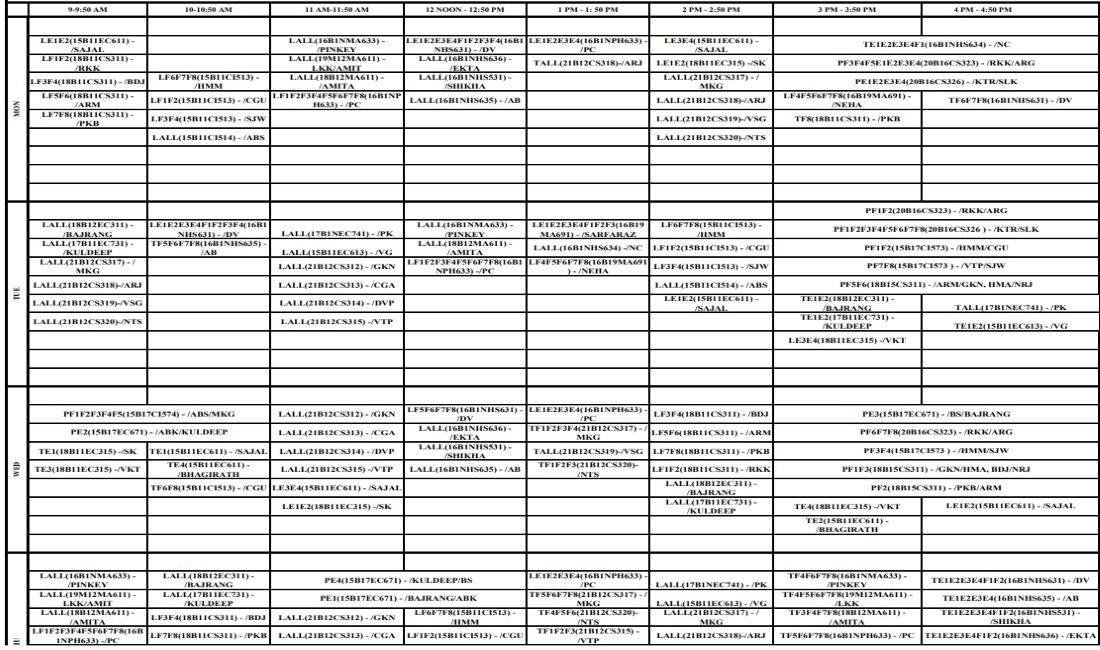 9-9:50 AM
10-10:50 AM
11 AM-11:50 AM
12 NOON - 12:50 PM
1 PM - 1: 50 PM
2 PM - 2:50 PM
3 PM - 3:50 PM
4 PM - 4:50 PM
MON
LE1E2(15B11EC611) -
/SAJAL
LALL(16B1NMA633) -
/PINKEY
LE1E2E3E4F1F2F3F4(16B1
NHS631) - /DV
LE1E2E3E4(16B1NPH633) -
/PC
LE3E4(15B11EC611) -
/SAJAL
TE1E2E3E4F1(16B1NHS634) - /NC
LF1F2(18B11CS311) -
/RKK
LALL(19M12MA611) -
LKK/AMIT
LALL(16B1NHS636) -
/EKTA
TALL(21B12CS318)-/ARJ
LE1E2(18B11EC315) -/SK
PF3F4F5E1E2E3E4(20B16CS323) - /RKK/ARG
LF3F4(18B11CS311) - /BDJ
LF6F7F8(15B11CI513) -
/HMM
LALL(18B12MA611) -
/AMITA
LALL(16B1NHS531) -
/SHIKHA
LALL(21B12CS317) - /
MKG
PE1E2E3E4(20B16CS326) - /KTR/SLK
LF5F6(18B11CS311) -
/ARM
LF1F2(15B11CI513) - /CGU
LF1F2F3F4F5F6F7F8(16B1NP
H633) - /PC
LALL(16B1NHS635) - /AB
LALL(21B12CS318)-/ARJ
LF4F5F6F7F8(16B19MA691) -
/NEHA
TF6F7F8(16B1NHS631) - /DV
LF7F8(18B11CS311) -
/PKB
LF3F4(15B11CI513) - /SJW
LALL(21B12CS319)-/VSG
TF8(18B11CS311) - /PKB
LALL(15B11CI514) - /ABS
LALL(21B12CS320)-/NTS
TUE
PF1F2(20B16CS323) - /RKK/ARG
LALL(18B12EC311) -
/BAJRANG
LE1E2E3E4F1F2F3F4(16B1
NHS631) - /DV
LALL(17B1NEC741) - /PK
LALL(16B1NMA633) -
/PINKEY
LE1E2E3E4F1F2F3(16B19
MA691) - /SARFARAZ
LF6F7F8(15B11CI513) -
/HMM
PF1F2F3F4F5F6F7F8(20B16CS326 ) - /KTR/SLK
LALL(17B11EC731) -
/KULDEEP
TF5F6F7F8(16B1NHS635) -
/AB
LALL(15B11EC613) - /VG
LALL(18B12MA611) -
/AMITA
LALL(16B1NHS634) -/NC
LF1F2(15B11CI513) - /CGU
PF1F2(15B17CI573) - /HMM/CGU
LALL(21B12CS317) - /
MKG
LALL(21B12CS312) - /GKN
LF1F2F3F4F5F6F7F8(16B1
NPH633) -/PC
LF4F5F6F7F8(16B19MA691
) - /NEHA
LF3F4(15B11CI513) - /SJW
PF7F8(15B17CI573 ) - /VTP/SJW
LALL(21B12CS318)-/ARJ
LALL(21B12CS313) - /CGA
LALL(15B11CI514) - /ABS
PF5F6(18B15CS311) - /ARM/GKN, HMA/NRJ
LALL(21B12CS319)-/VSG
LALL(21B12CS314) - /DVP
LE1E2(15B11EC611) -
/SAJAL
TE1E2(18B12EC311) -
/BAJRANG
TALL(17B1NEC741) - /PK
LALL(21B12CS320)-/NTS
LALL(21B12CS315) -/VTP
TE1E2(17B11EC731) -
/KULDEEP
TE1E2(15B11EC613) - /VG
LE3E4(18B11EC315) -/VKT
WED
PF1F2F3F4F5(15B17CI574) - /ABS/MKG
LALL(21B12CS312) - /GKN
LF5F6F7F8(16B1NHS631) -
/DV
LE1E2E3E4(16B1NPH633) -
/PC
LF3F4(18B11CS311) - /BDJ
PE3(15B17EC671) - /BS/BAJRANG
PE2(15B17EC671) - /ABK/KULDEEP
LALL(21B12CS313) - /CGA
LALL(16B1NHS636) -
/EKTA
TF1F2F3F4(21B12CS317) - /
MKG
LF5F6(18B11CS311) - /ARM
PF6F7F8(20B16CS323) - /RKK/ARG
TE1(18B11EC315) -/SK
TE1(15B11EC611) - /SAJAL
LALL(21B12CS314) - /DVP
LALL(16B1NHS531) -
/SHIKHA
TALL(21B12CS319)-/VSG
LF7F8(18B11CS311) - /PKB
PF3F4(15B17CI573 ) - /HMM/SJW
TE3(18B11EC315) -/VKT
TE4(15B11EC611) -
/BHAGIRATH
LALL(21B12CS315) -/VTP
LALL(16B1NHS635) - /AB
TF1F2F3(21B12CS320)-
/NTS
LF1F2(18B11CS311) - /RKK
PF1F3(18B15CS311) - /GKN/HMA, BDJ/NRJ
TF6F8(15B11CI513) - /CGU
LE3E4(15B11EC611) - /SAJAL
LALL(18B12EC311) -
/BAJRANG
PF2(18B15CS311) - /PKB/ARM
LE1E2(18B11EC315) -/SK
LALL(17B11EC731) -
/KULDEEP
TE4(18B11EC315) -/VKT
LE1E2(15B11EC611) - /SAJAL
TE2(15B11EC611) -
/BHAGIRATH
LALL(16B1NMA633) -
/PINKEY
LALL(18B12EC311) -
/BAJRANG
PE4(15B17EC671) - /KULDEEP/BS
LE1E2E3E4(16B1NPH633) -
/PC
LALL(17B1NEC741) - /PK
TF4F6F7F8(16B1NMA633) -
/PINKEY
TE1E2E3E4F1F2(16B1NHS631) - /DV
LALL(19M12MA611) -
LKK/AMIT
LALL(17B11EC731) -
/KULDEEP
PE1(15B17EC671) - /BAJRANG/ABK
TF5F6F7F8(21B12CS317) - /
MKG
LALL(15B11EC613) - /VG
TF4F5F6F7F8(19M12MA611) -
/LKK
TE1E2E3E4(16B1NHS635) - /AB
LALL(18B12MA611) -
/AMITA
LF3F4(18B11CS311) - /BDJ
LALL(21B12CS312) - /GKN
LF6F7F8(15B11CI513) -
/HMM
TF4F5F6(21B12CS320)-
/NTS
LALL(21B12CS317) - /
MKG
TF3F4F7F8(18B12MA611) -
/AMITA
TE1E2E3E4F1F2(16B1NHS531) -
/SHIKHA
LF1F2F3F4F5F6F7F8(16B
1NPH633) - /PC
LF7F8(18B11CS311) - /PKB
LALL(21B12CS313) - /CGA
LF1F2(15B11CI513) - /CGU
TF1F2F3(21B12CS315) -
/VTP
LALL(21B12CS318)-/ARJ
TF5F6F7F8(16B1NPH633) - /PC
TE1E2E3E4F1F2(16B1NHS636) - /EKTA